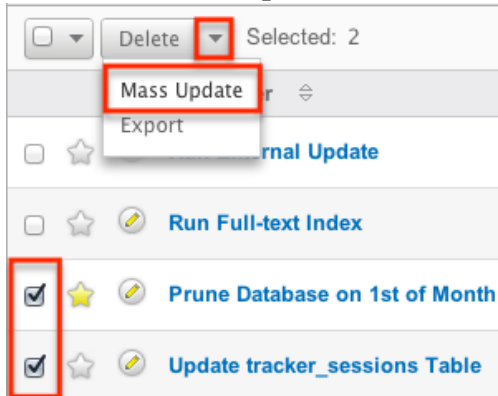 Delete Selected: 2
Mass Update
Export
Update
Run Full-text Index
Prune Database on 1st of Month
Update tracker_sessions Table